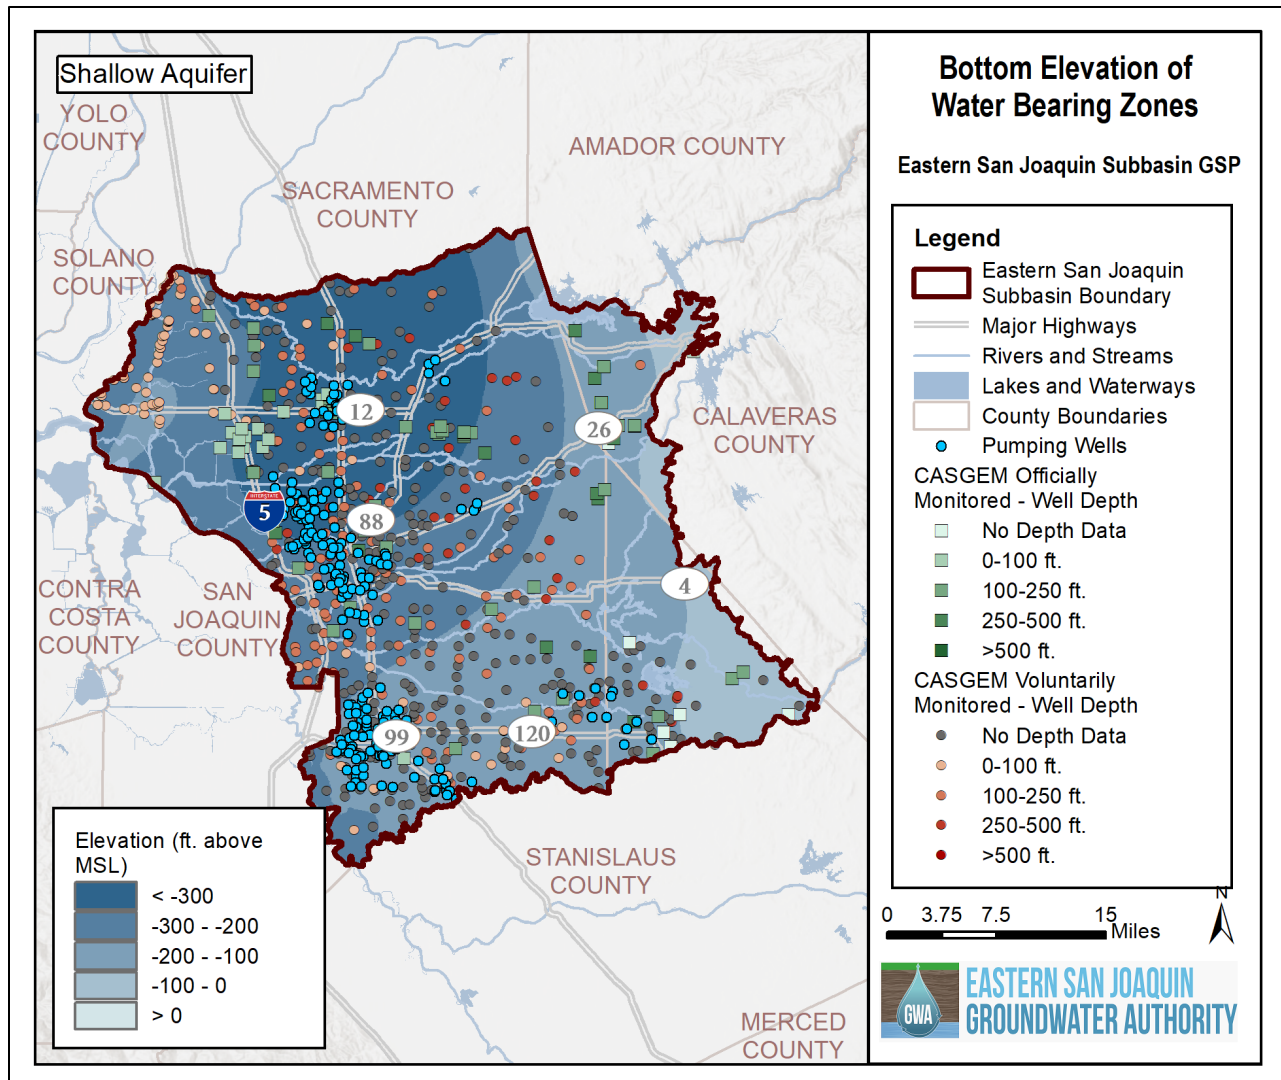 Shallow Aquifer
YOLO
COUNTY
AMADOR COUNTY
SACRAMENTO
COUNTY
SOLANO
COUNTY
CALAVERAS
COUNTY
12
26
INTERSTATE
5
88
4
CONTRA
COSTA
COUNTY
SAN
JOAQUIN
COUNTY
99
120
STANISLAUS
COUNTY
MERCED
COUNTY
Elevation (ft. above
MSL)
< -300
-300 - -200
-200 - -100
-100 - 0
> 0
Bottom Elevation of
Water Bearing Zones
Eastern San Joaquin Subbasin GSP
Legend
Eastern San Joaquin
Subbasin Boundary
Major Highways
Rivers and Streams
Lakes and Waterways
County Boundaries
Pumping Wells
CASGEM Officially
Monitored - Well Depth
No Depth Data
0-100 ft.
100-250 ft.
250-500 ft.
>500 ft.
CASGEM Voluntarily
Monitored - Well Depth
No Depth Data
0-100 ft.
100-250 ft.
250-500 ft.
>500 ft.
N
0 3.75 7.5 15
Miles
GWA
EASTERN SAN JOAQUIN
GROUNDWATER AUTHORITY